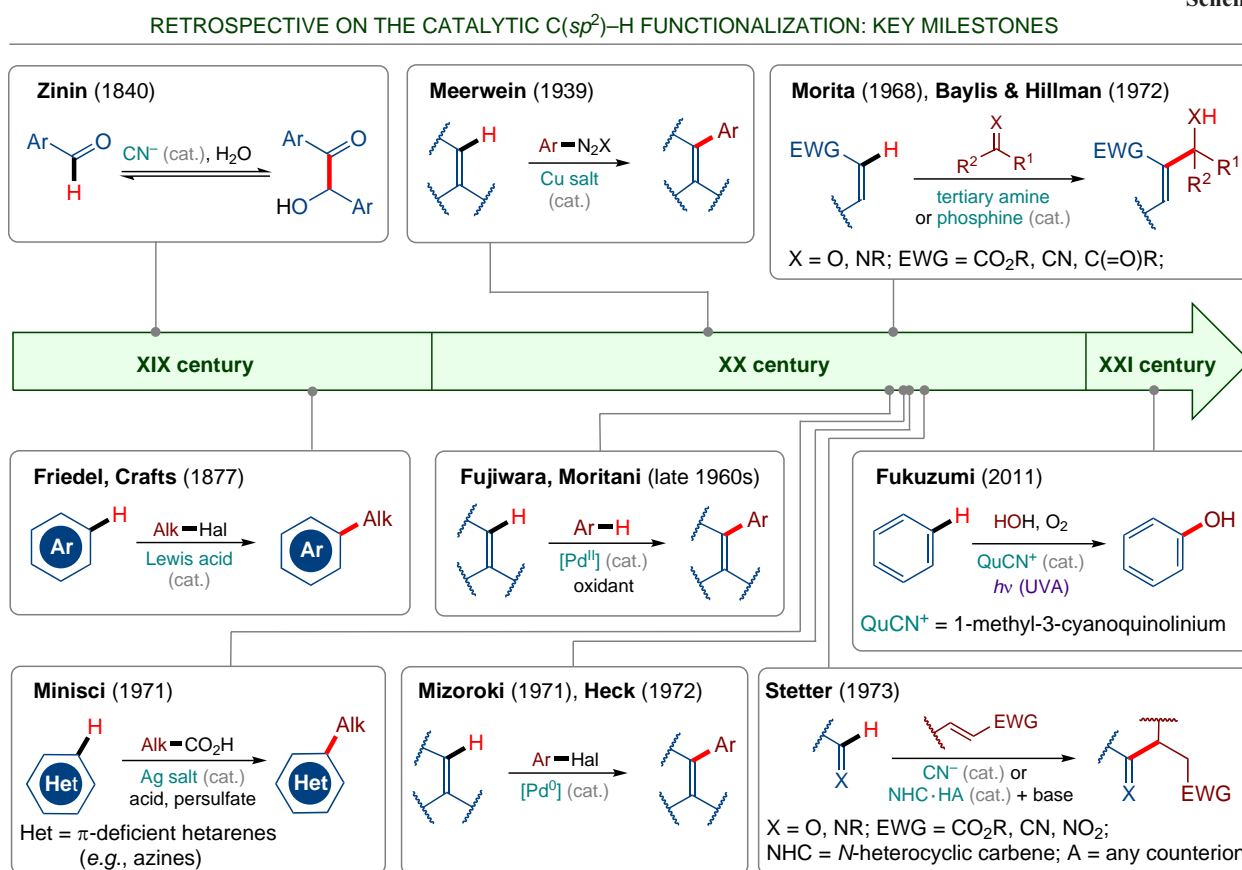 Schem
RETROSPECTIVE ON THE CATALYTIC C(sp²)–H FUNCTIONALIZATION: KEY MILESTONES
Zinin (1840)
Ar
O
H
CN⁻ (cat.), H₂O
Ar
O
HO
Ar
Meerwein (1939)
H
Ar–N₂X
Cu salt
(cat.)
Ar
Morita (1968), Baylis & Hillman (1972)
EWG
H
X
R² R¹
tertiary amine
or phosphine (cat.)
XH
EWG
R¹
R²
X = O, NR; EWG = CO₂R, CN, C(=O)R;
XIX century
XX century
XXI century
Friedel, Crafts (1877)
H
Ar
Alk–Hal
Lewis acid
(cat.)
Alk
Ar
Fujiwara, Moritani (late 1960s)
H
Ar–H
[Pdᴵᴵ] (cat.)
oxidant
Ar
Fukuzumi (2011)
H
HOH, O₂
QuCN⁺ (cat.)
hν (UVA)
OH
QuCN⁺ = 1-methyl-3-cyanoquinolinium
Minisci (1971)
H
Het
Alk–CO₂H
Ag salt (cat.)
acid, persulfate
Alk
Het
Het = π-deficient hetarenes
(e.g., azines)
Mizoroki (1971), Heck (1972)
H
Ar–Hal
[Pd⁰] (cat.)
Ar
Stetter (1973)
H
X
EWG
CN⁻ (cat.) or
NHC·HA (cat.) + base
X
EWG
X = O, NR; EWG = CO₂R, CN, NO₂;
NHC = N-heterocyclic carbene; A = any counterion